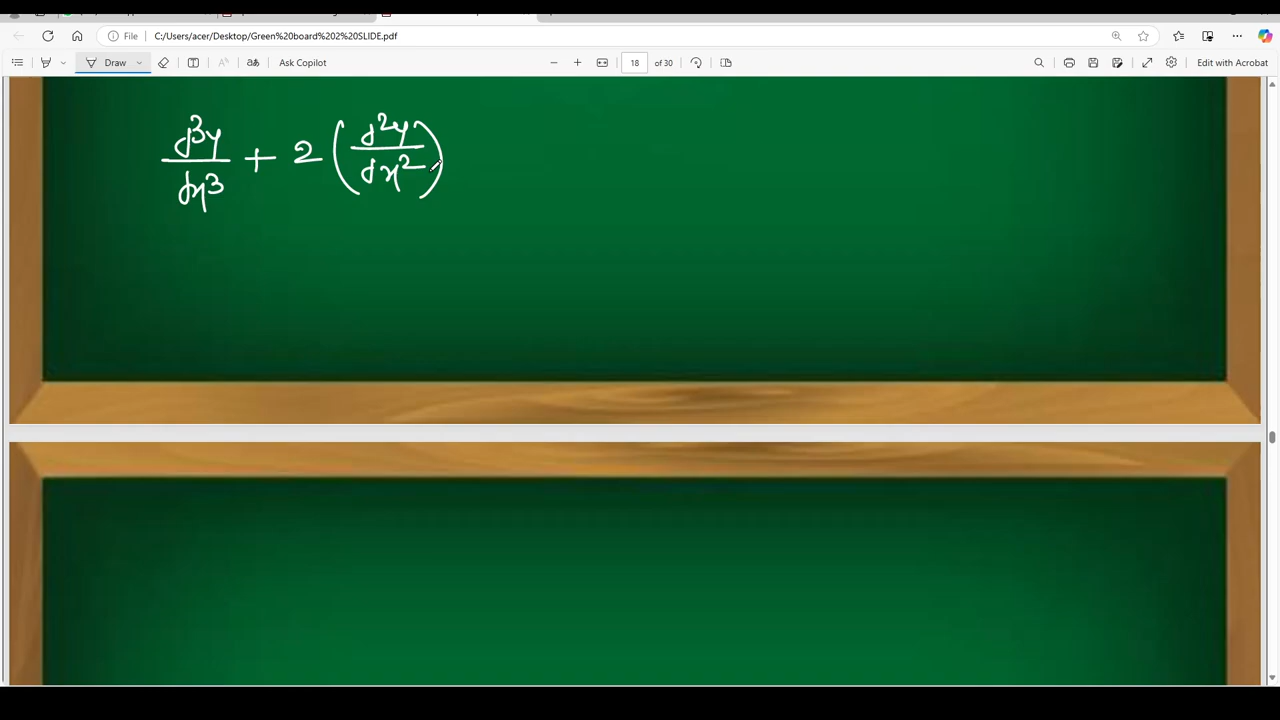 File C:/Users/acer/Desktop/Green%20board%202%20SLIDE.pdf
Draw Ask Copilot 18 of 30 Edit with Acrobat
d³y/dx³ + 2 (d²y/dx²)